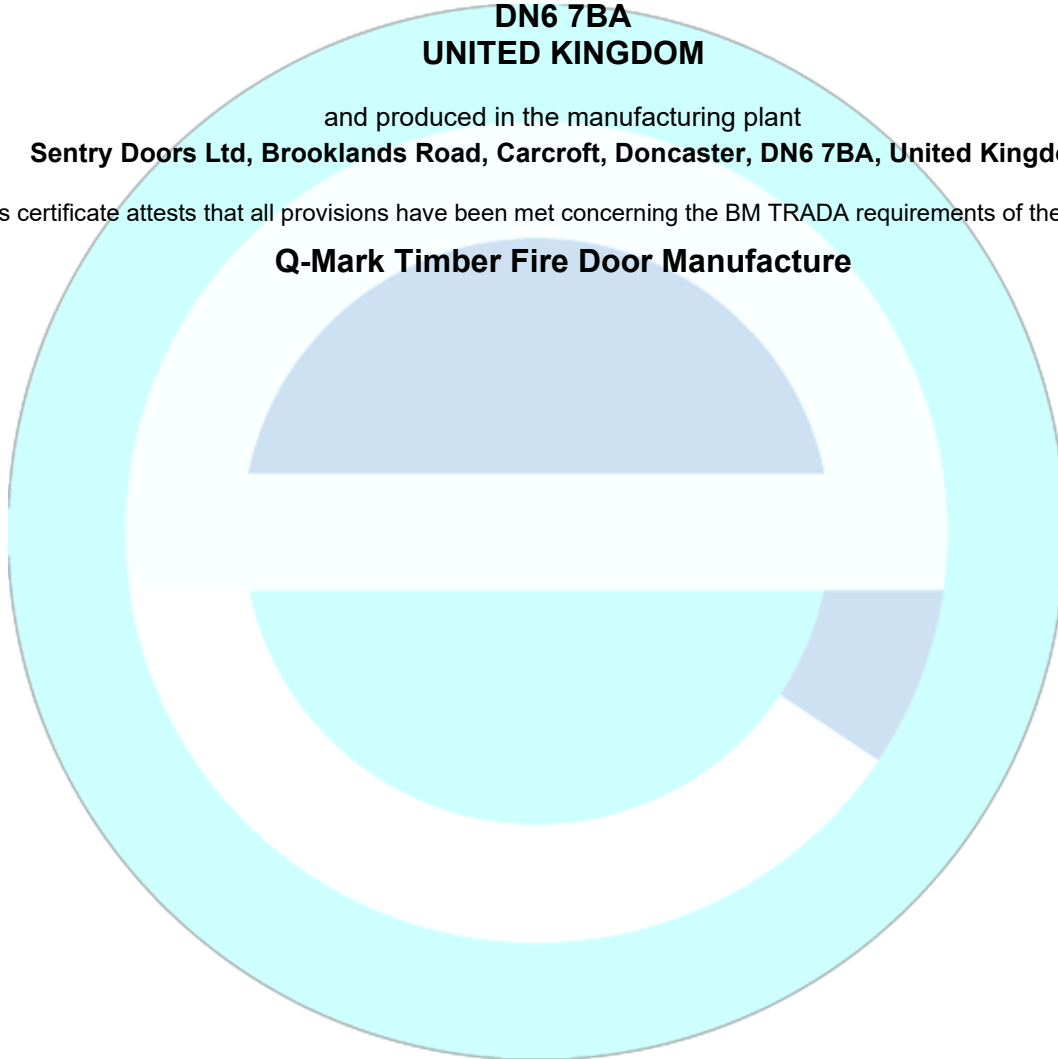 DN6 7BA
UNITED KINGDOM
and produced in the manufacturing plant
Sentry Doors Ltd, Brooklands Road, Carcroft, Doncaster, DN6 7BA, United Kingd
s certificate attests that all provisions have been met concerning the BM TRADA requirements of the
Q-Mark Timber Fire Door Manufacture